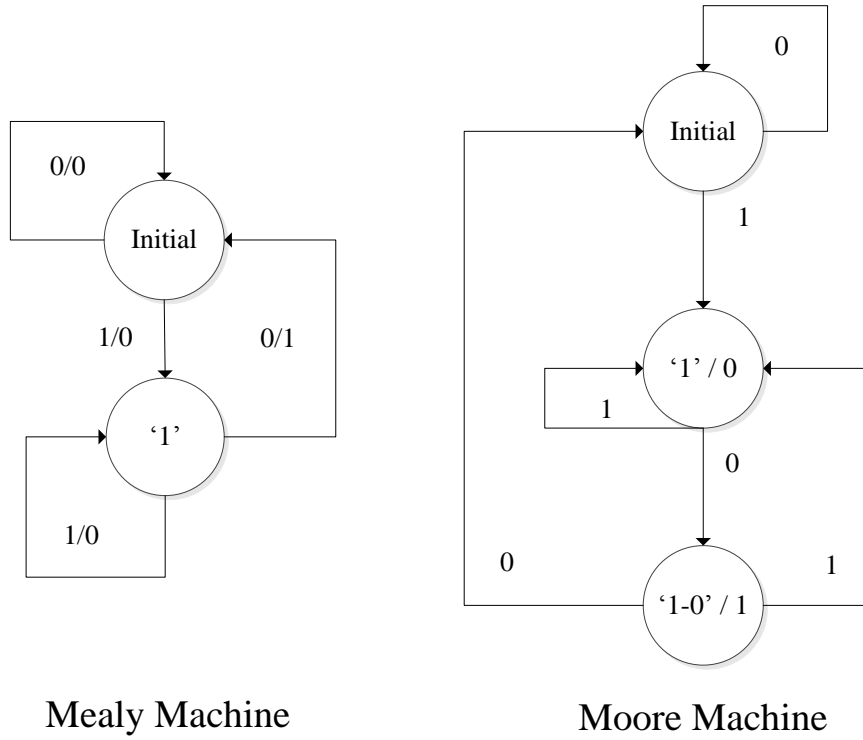 0/0
Initial
1/0
0/1
‘1’
1/0
Mealy Machine
0
Initial
1
‘1’ / 0
1
0
0
‘1-0’ / 1
1
Moore Machine